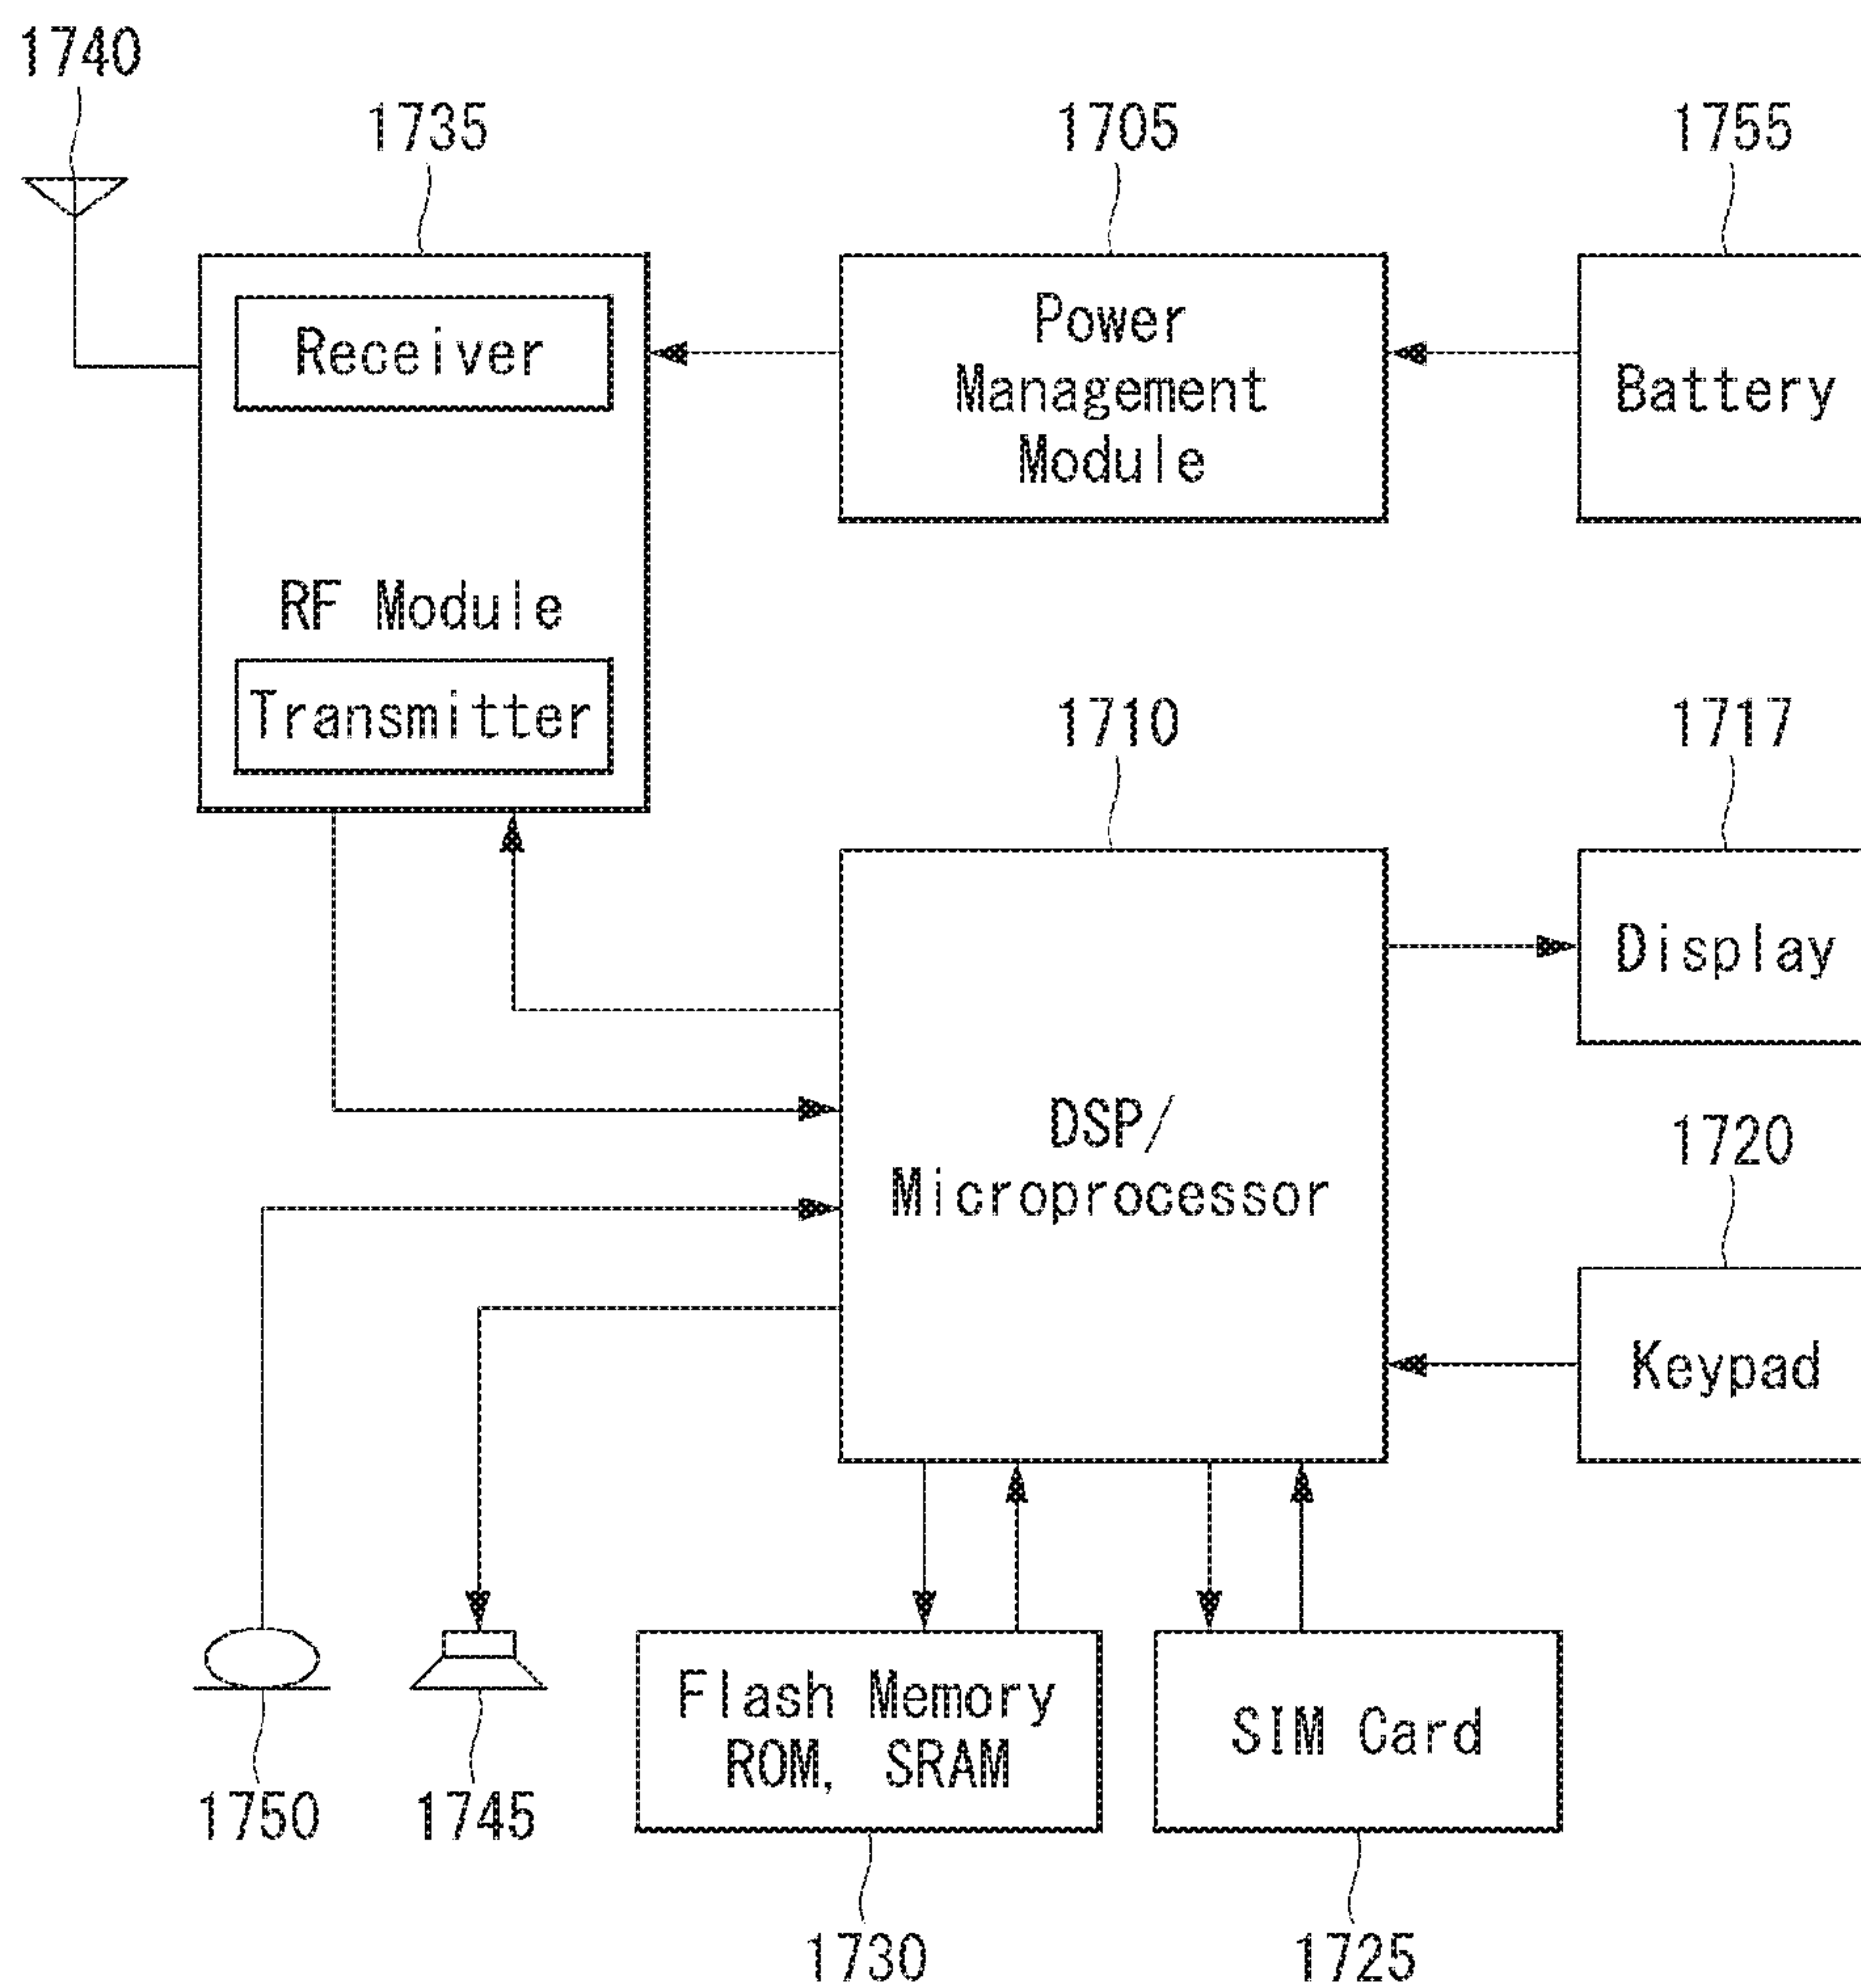 1740
1735
1705
1755
Receiver
RF Module
Transmitter
Power
Management
Module
Battery
1710
1717
DSP/
Microprocessor
Display
1720
Keypad
Flash Memory
ROM, SRAM
SIM Card
1750
1745
1730
1725